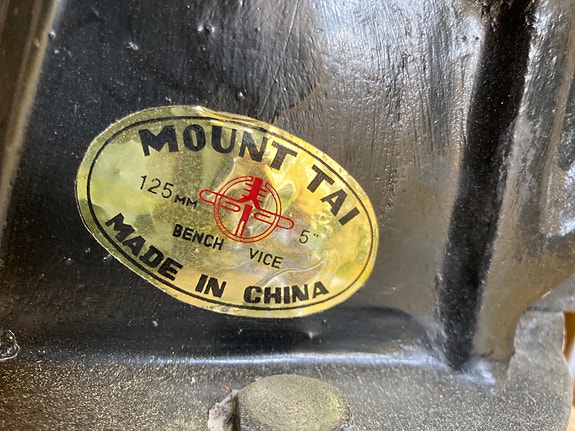 MOUNT TAI
125MM 5"
BENCH VICE
MADE IN CHINA